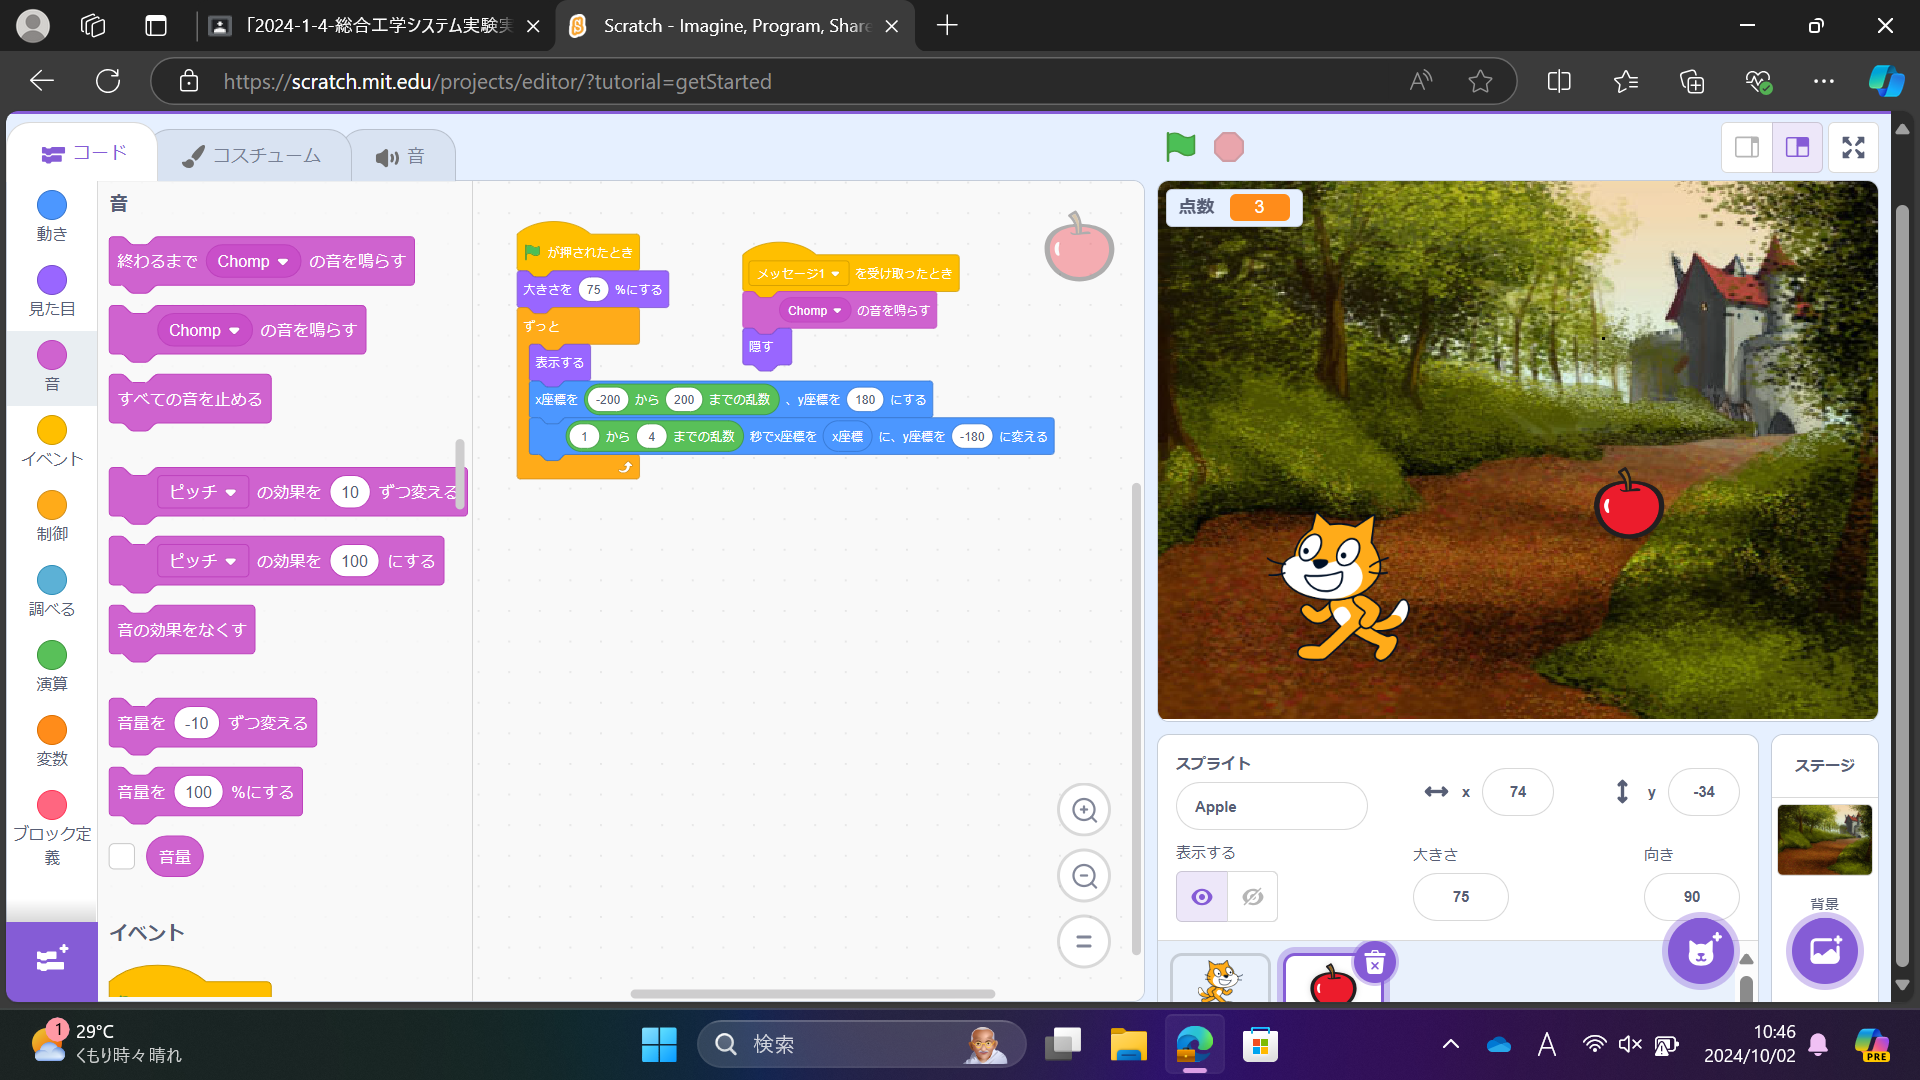 「2024-1-4-総合工学システム実験実
Scratch - Imagine, Program, Share
https://scratch.mit.edu/projects/editor/?tutorial=getStarted
コード
コスチューム
音
動き
見た目
音
イベント
制御
調べる
演算
変数
ブロック定
義
音
終わるまで Chomp の音を鳴らす
Chomp の音を鳴らす
すべての音を止める
ピッチ の効果を 10 ずつ変える
ピッチ の効果を 100 にする
音の効果をなくす
音量を -10 ずつ変える
音量を 100 %にする
音量
イベント
が押されたとき
大きさを 75 %にする
ずっと
表示する
x座標を -200 から 200 までの乱数 、y座標を 180 にする
1 から 4 までの乱数 秒でx座標を x座標 に、y座標を -180 に変える
メッセージ1 を受け取ったとき
Chomp の音を鳴らす
隠す
点数 3
スプライト
Apple
x 74
y -34
表示する
大きさ
75
向き
90
ステージ
背景
1
29°C
くもり時々晴れ
検索
A
10:46
2024/10/02
PRE